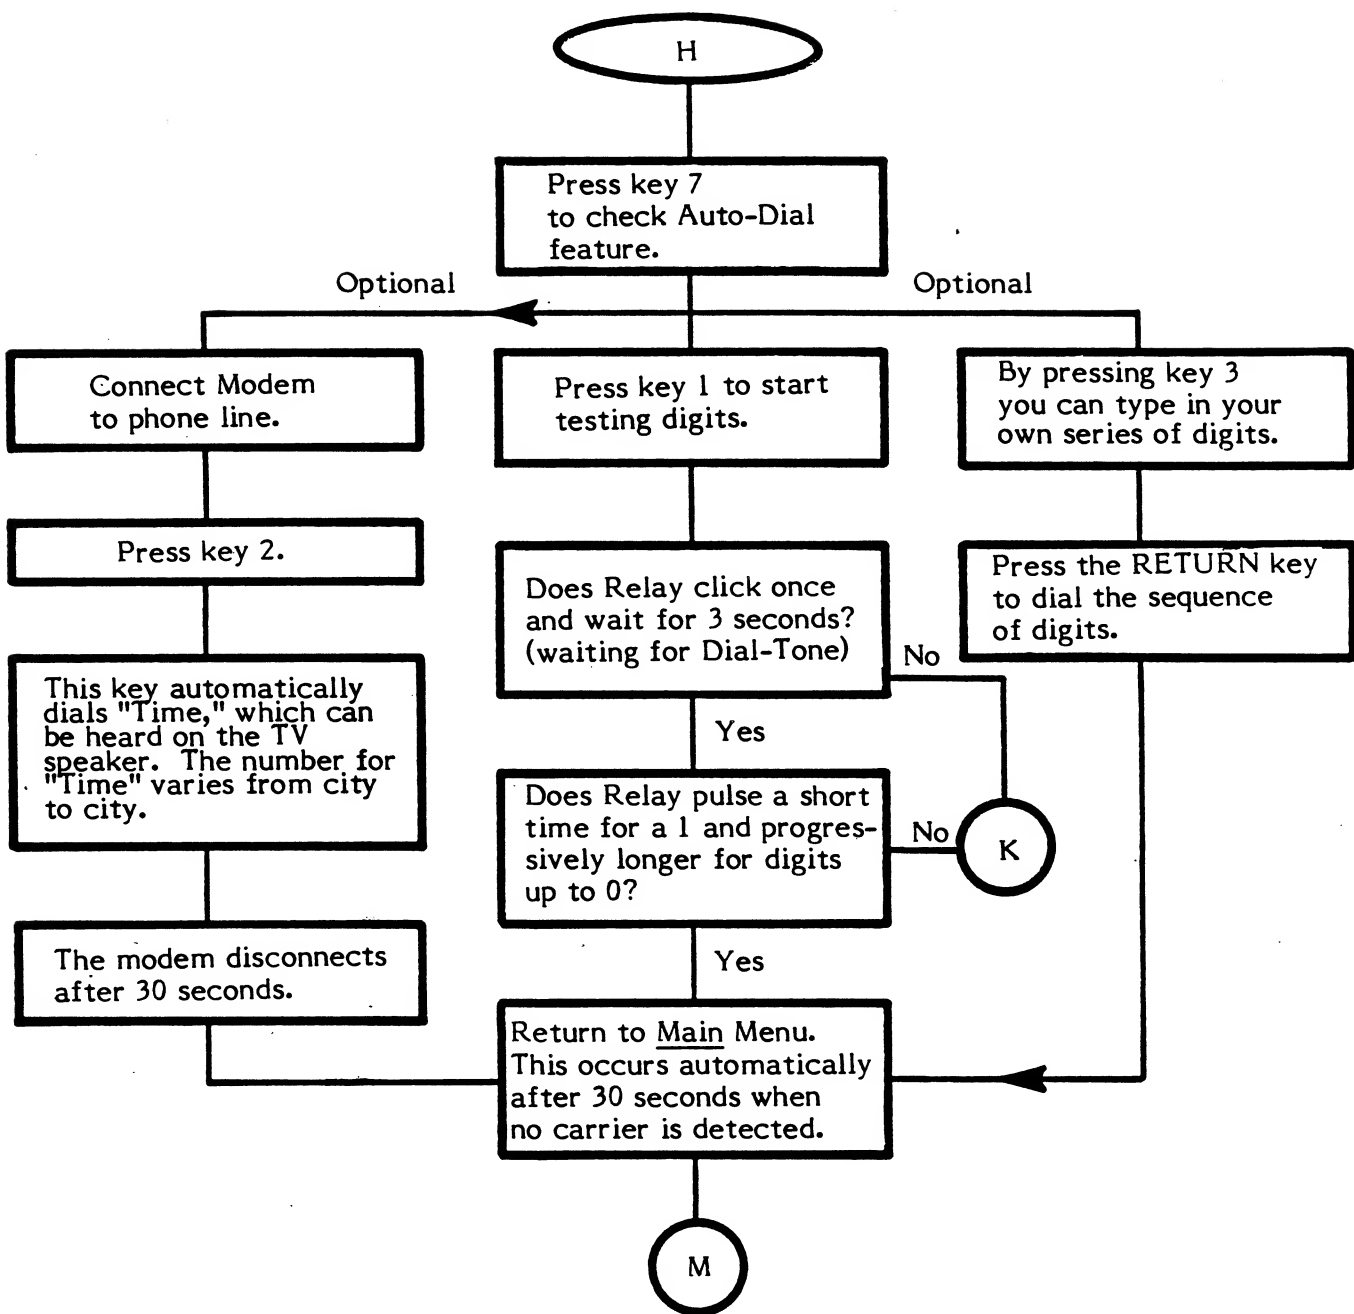 H
Press key 7
to check Auto-Dial
feature.
Optional
Optional
Connect Modem
to phone line.
Press key 2.
This key automatically
dials "Time," which can
be heard on the TV
speaker. The number for
"Time" varies from city
to city.
The modem disconnects
after 30 seconds.
Press key 1 to start
testing digits.
Does Relay click once
and wait for 3 seconds?
(waiting for Dial-Tone)
No
Yes
Does Relay pulse a short
time for a 1 and progres-
sively longer for digits
up to 0?
No
K
Yes
By pressing key 3
you can type in your
own series of digits.
Press the RETURN key
to dial the sequence
of digits.
Return to Main Menu.
This occurs automatically
after 30 seconds when
no carrier is detected.
M